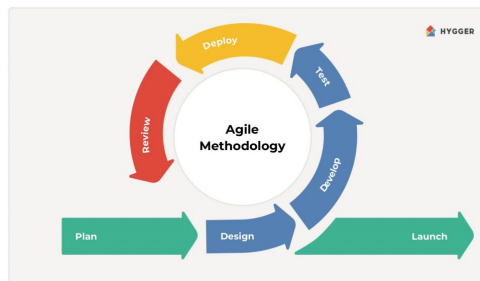 HYGGER
Deploy
Test
Review
Agile
Methodology
Develop
Plan
Design
Launch